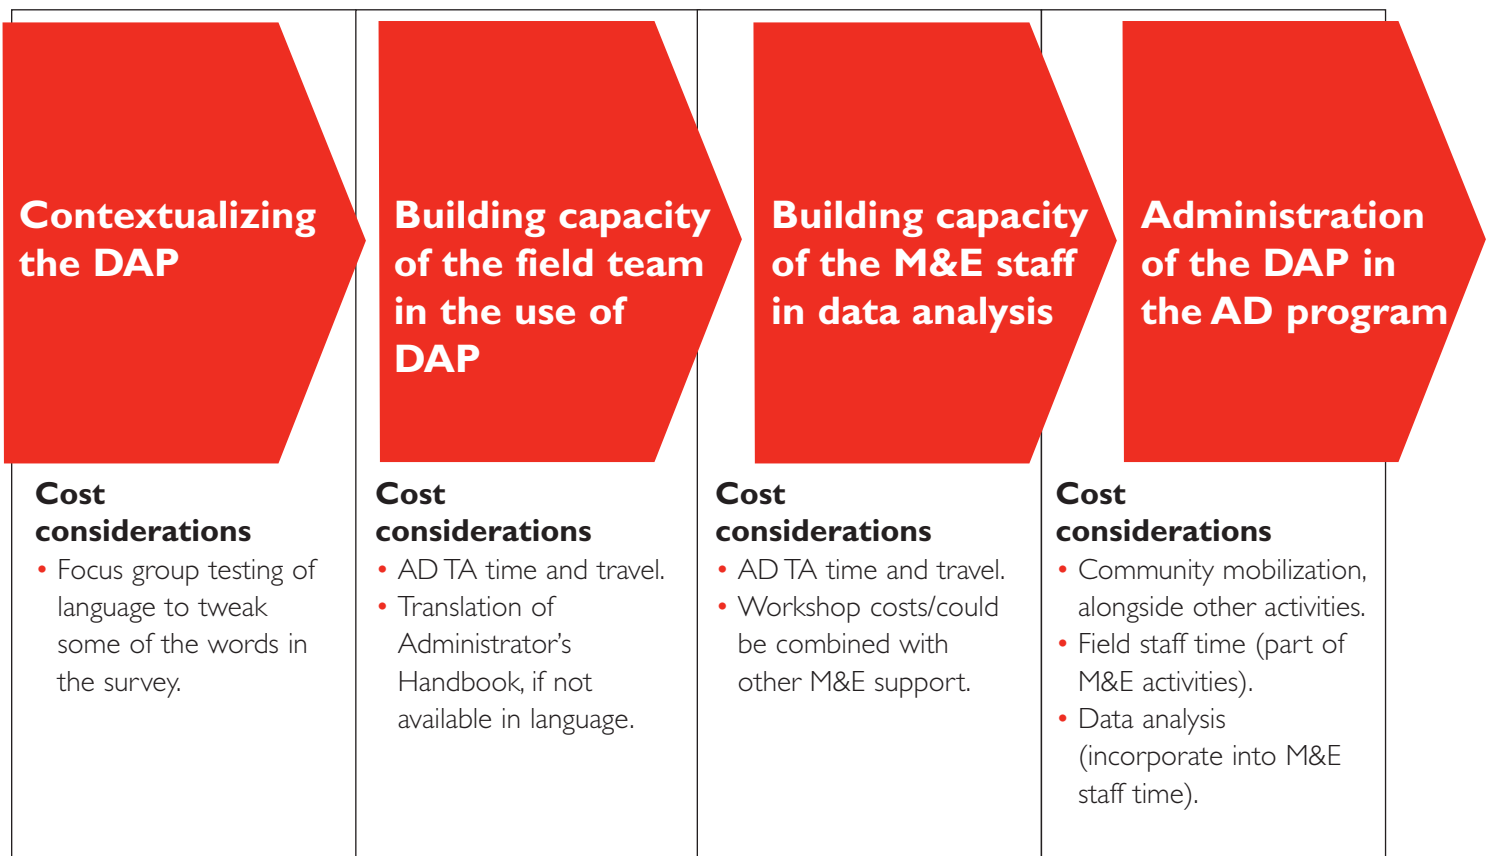 Contextualizing
the DAP
Cost
considerations
• Focus group testing of
language to tweak
some of the words in
the survey.
Building capacity
of the field team
in the use of
DAP
Cost
considerations
• AD TA time and travel.
• Translation of
Administrator’s
Handbook, if not
available in language.
Building capacity
of the M&E staff
in data analysis
Cost
considerations
• AD TA time and travel.
• Workshop costs/could
be combined with
other M&E support.
Administration
of the DAP in
the AD program
Cost
considerations
• Community mobilization,
alongside other activities.
• Field staff time (part of
M&E activities).
• Data analysis
(incorporate into M&E
staff time).